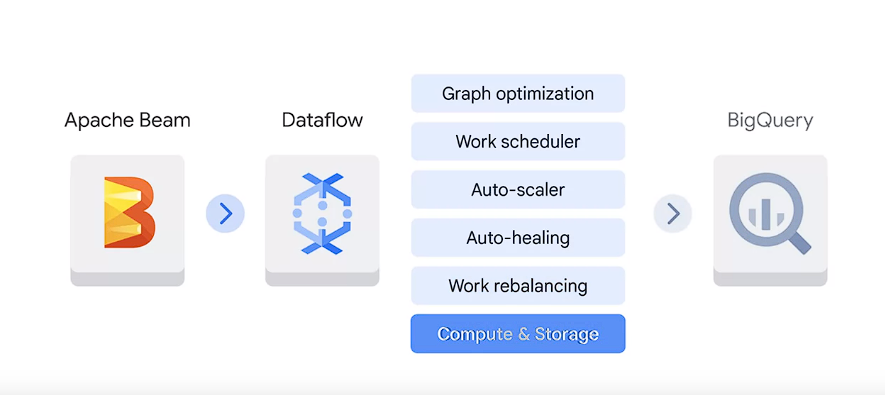 Apache Beam
Dataflow
Graph optimization
Work scheduler
Auto-scaler
Auto-healing
Work rebalancing
Compute & Storage
BigQuery